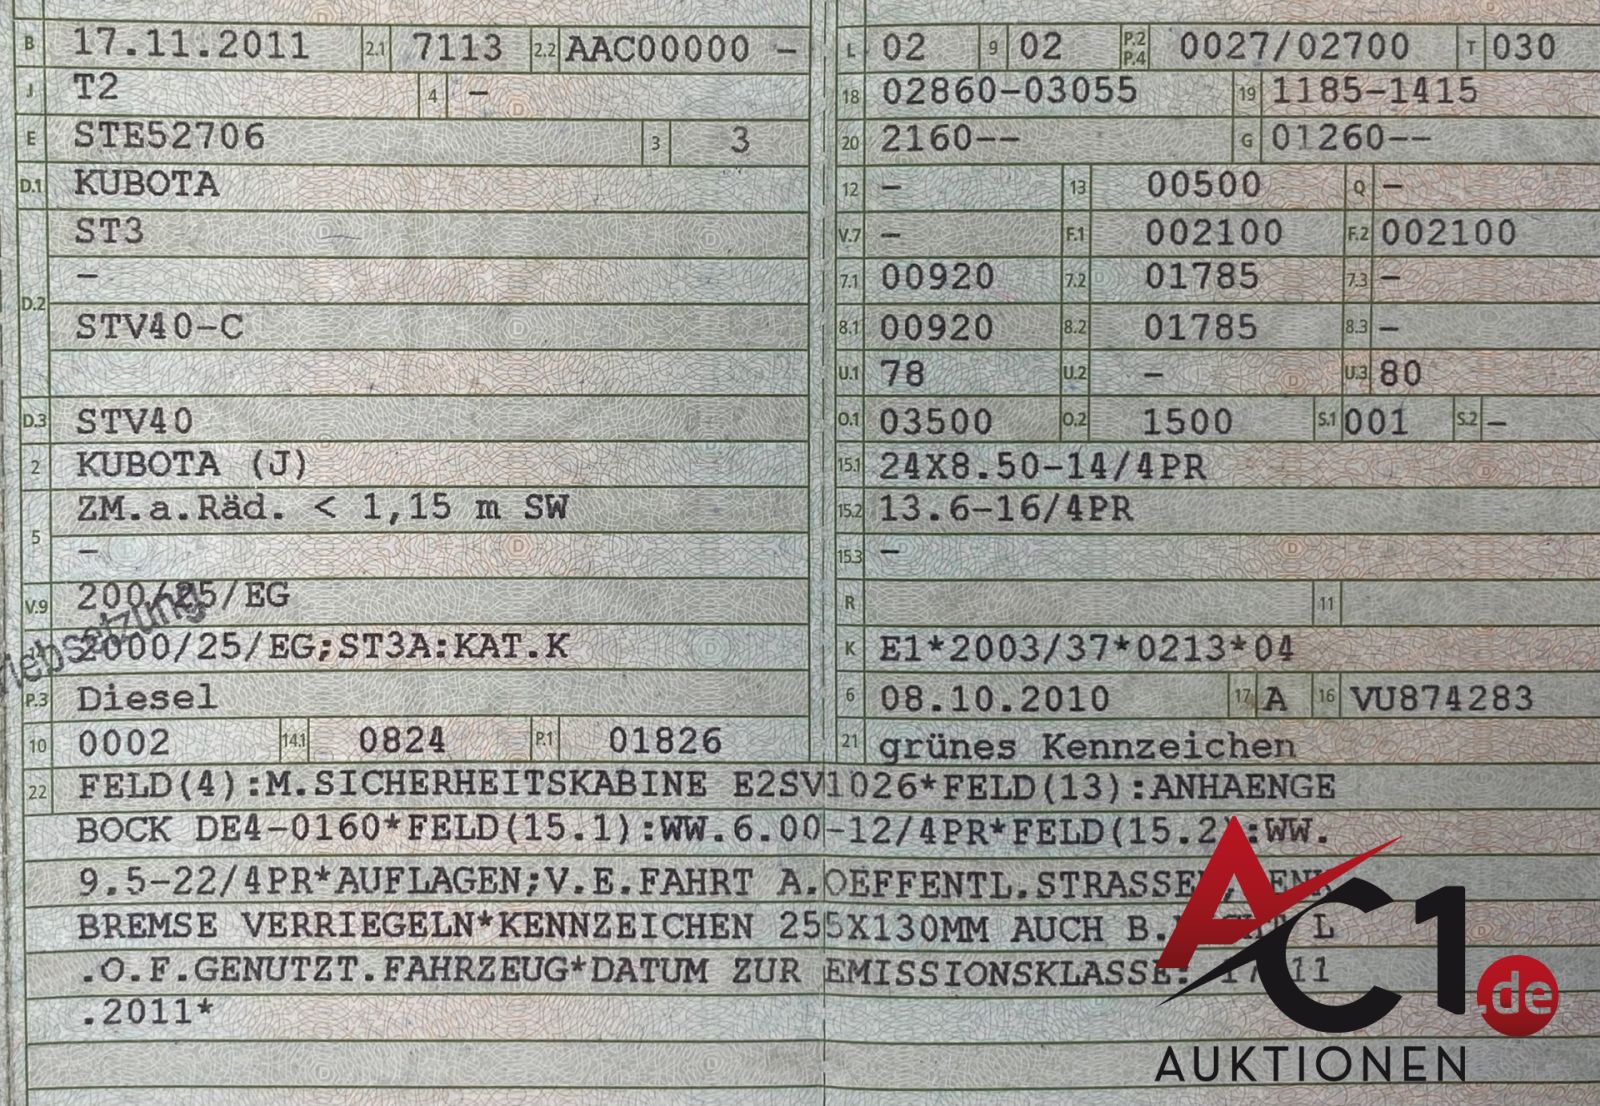 B 17.11.2011 2.1 7113 2.2 AAC00000 –
J T2 4 –
E STE52706 3 3
D.1 KUBOTA
ST3
–
D.2
STV40-C
D.3 STV40
2 KUBOTA (J)
ZM.a.Räd. < 1,15 m SW
5
–
V.9 200/25/EG
2000/25/EG;ST3A:KAT.K
P.3 Diesel
10 0002 14.1 0824 P.1 01826
L 02 9 02 P.2 P.4 0027/02700 T 030
18 02860-03055 19 1185-1415
20 2160-- G 01260--
12 – 13 00500 Q –
V.7 – F.1 002100 F.2 002100
7.1 00920 7.2 01785 7.3 –
8.1 00920 8.2 01785 8.3 –
U.1 78 U.2 – U.3 80
O.1 03500 O.2 1500 S.1 001 S.2 –
15.1 24X8.50-14/4PR
15.2 13.6-16/4PR
15.3 –
R 11
K E1*2003/37*0213*04
6 08.10.2010 17 A 16 VU874283
21 grünes Kennzeichen
22 FELD(4):M.SICHERHEITSKABINE E2SV1026*FELD(13):ANHAENGE
BOCK DE4-0160*FELD(15.1):WW.6.00-12/4PR*FELD(15.2):WW.
9.5-22/4PR*AUFLAGEN;V.E.FAHRT A.OEFFENTL.STRASSE
BREMSE VERRIEGELN*KENNZEICHEN 255X130MM AUCH B. L
.O.F.GENUTZT.FAHRZEUG*DATUM ZUR EMISSIONSKLASSE: 17.11
.2011*
AC1.de
AUKTIONEN